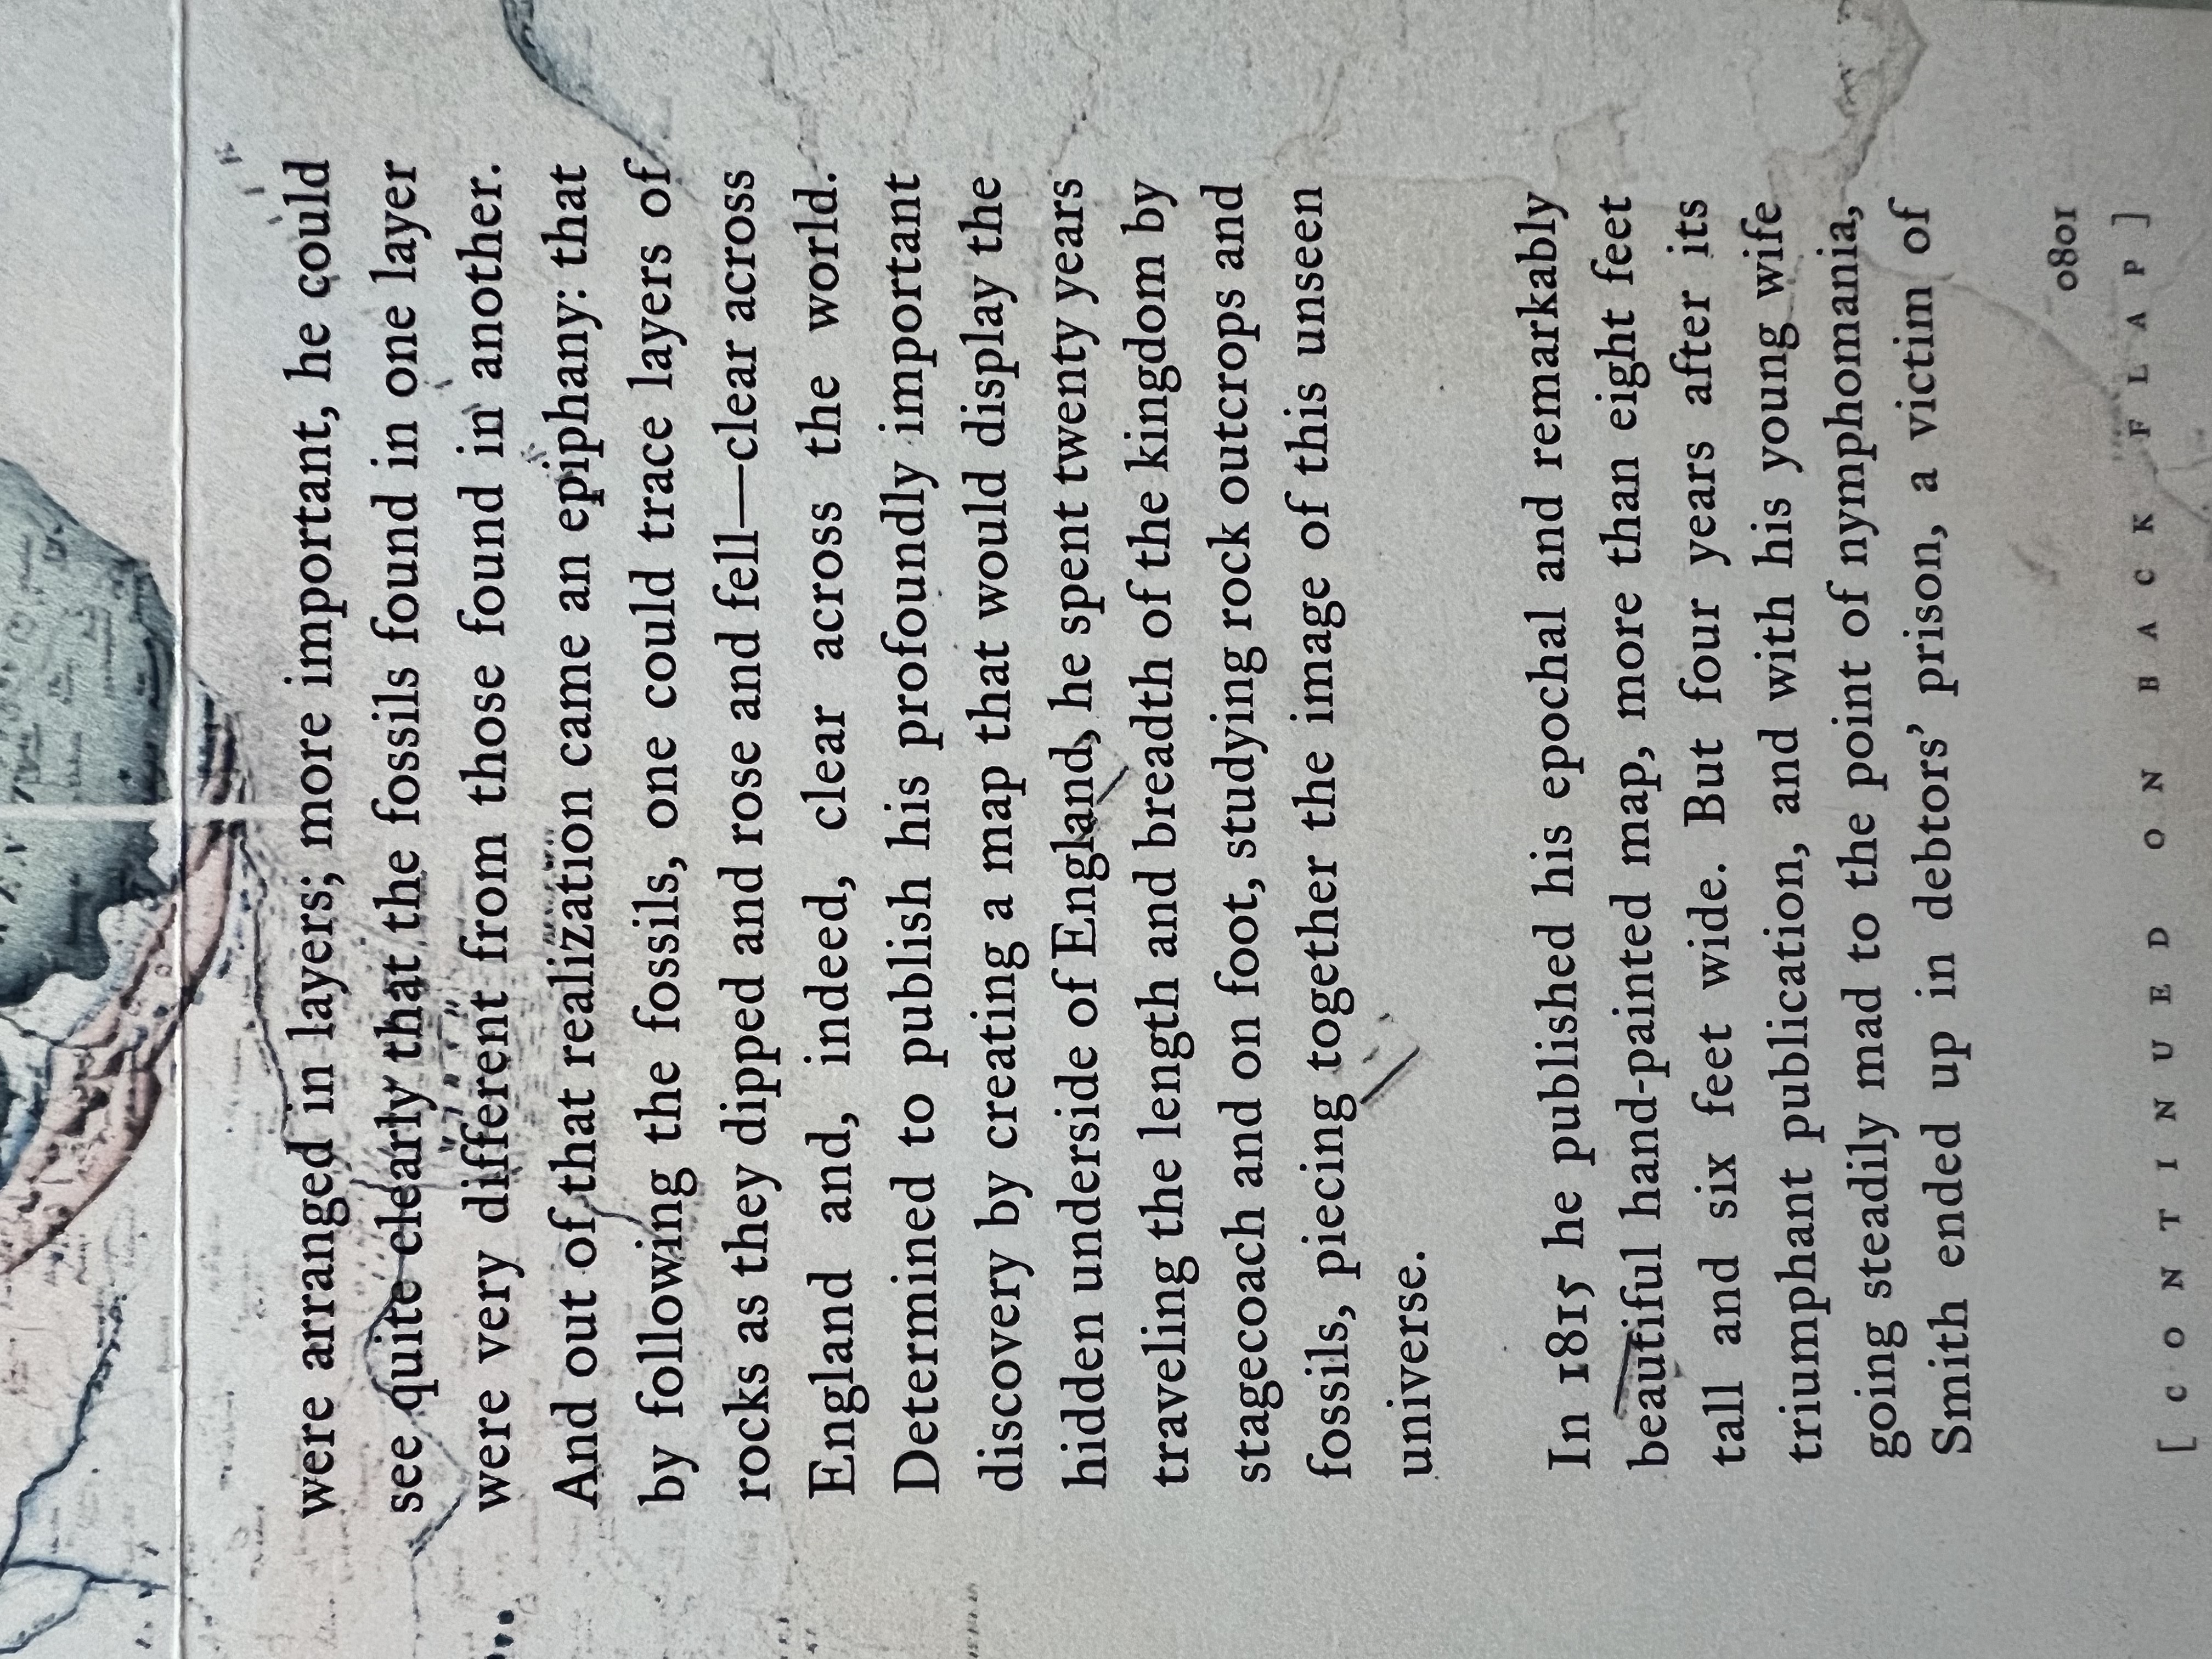 were arranged in layers; more important, he could
see quite clearly that the fossils found in one layer
were very different from those found in another.
And out of that realization came an epiphany: that
by following the fossils, one could trace layers of
rocks as they dipped and rose and fell—clear across
England and, indeed, clear across the world.
Determined to publish his profoundly important
discovery by creating a map that would display the
hidden underside of England, he spent twenty years
traveling the length and breadth of the kingdom by
stagecoach and on foot, studying rock outcrops and
fossils, piecing together the image of this unseen
universe.
In 1815 he published his epochal and remarkably
beautiful hand-painted map, more than eight feet
tall and six feet wide. But four years after its
triumphant publication, and with his young wife
going steadily mad to the point of nymphomania,
Smith ended up in debtors’ prison, a victim of
0801
[CONTINUED ON BACK FLAP]